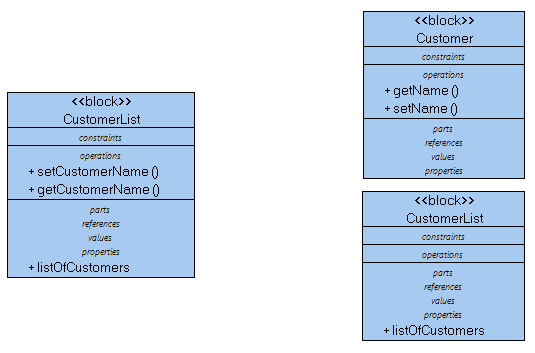 <<block>>
CustomerList
constraints
operations
+ setCustomerName ()
+ getCustomerName ()
parts
references
values
properties
+ listOfCustomers
<<block>>
Customer
constraints
operations
+ getName ()
+ setName ()
parts
references
values
properties
<<block>>
CustomerList
constraints
operations
parts
references
values
properties
+ listOfCustomers